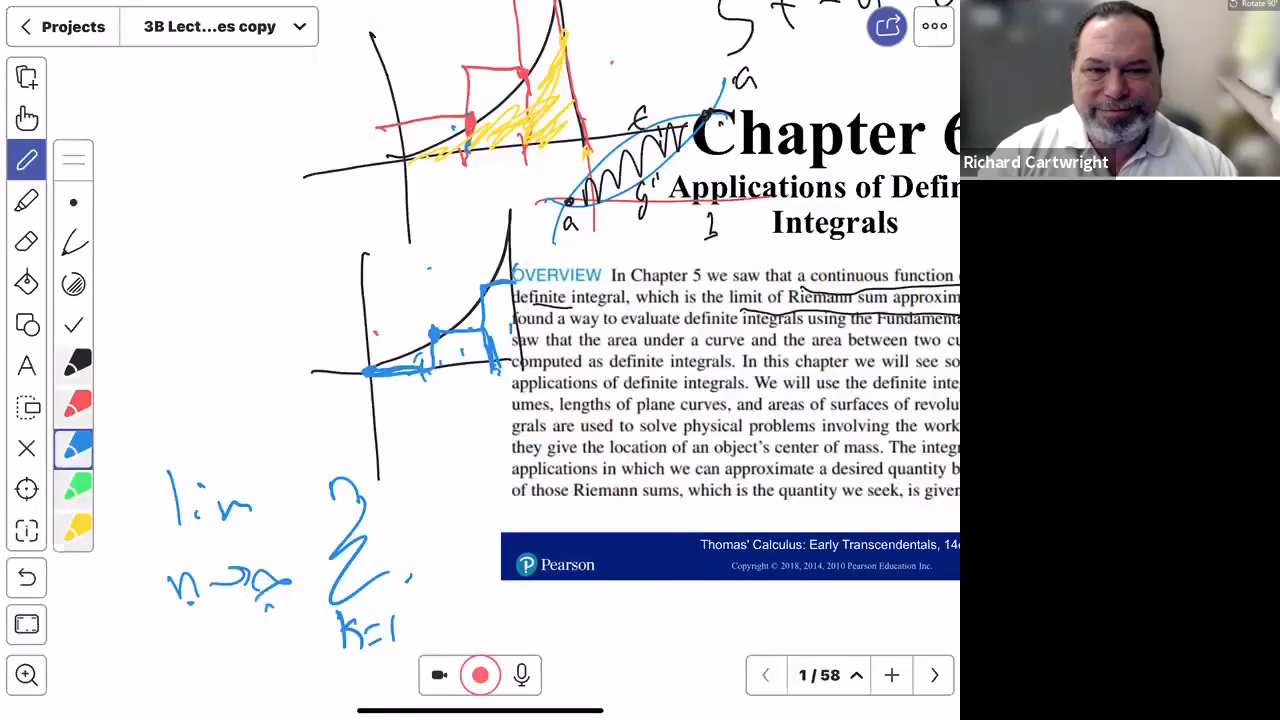 Projects
3B Lect...es copy
Rotate 90°
a
Chapter 6
Richard Cartwright
Applications of Defin
g
a
Integrals
OVERVIEW In Chapter 5 we saw that a continuous function
definite integral, which is the limit of Riemann sum approxim
found a way to evaluate definite integrals using the Fundamenta
saw that the area under a curve and the area between two cu
computed as definite integrals. In this chapter we will see so
applications of definite integrals. We will use the definite inte
umes, lengths of plane curves, and areas of surfaces of revolu
grals are used to solve physical problems involving the work
they give the location of an object's center of mass. The integ
applications in which we can approximate a desired quantity b
of those Riemann sums, which is the quantity we seek, is given
lim Σ
n→∞
k=1
Thomas' Calculus: Early Transcendentals, 14e
Pearson
Copyright © 2018, 2014, 2010 Pearson Education Inc.
1 / 58